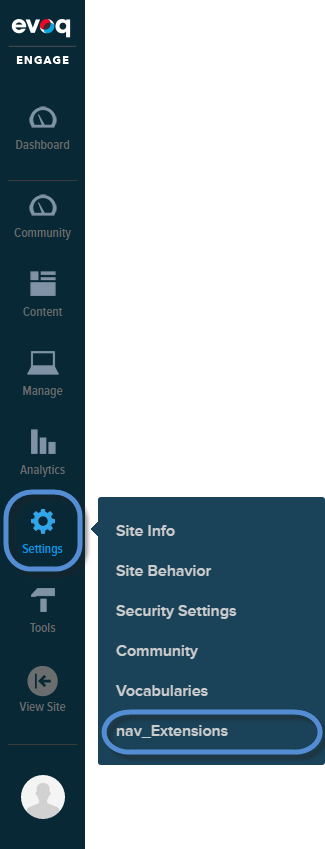 evoq
ENGAGE
Dashboard
Community
Content
Manage
Analytics
Settings
Tools
View Site
Site Info
Site Behavior
Security Settings
Community
Vocabularies
nav_Extensions